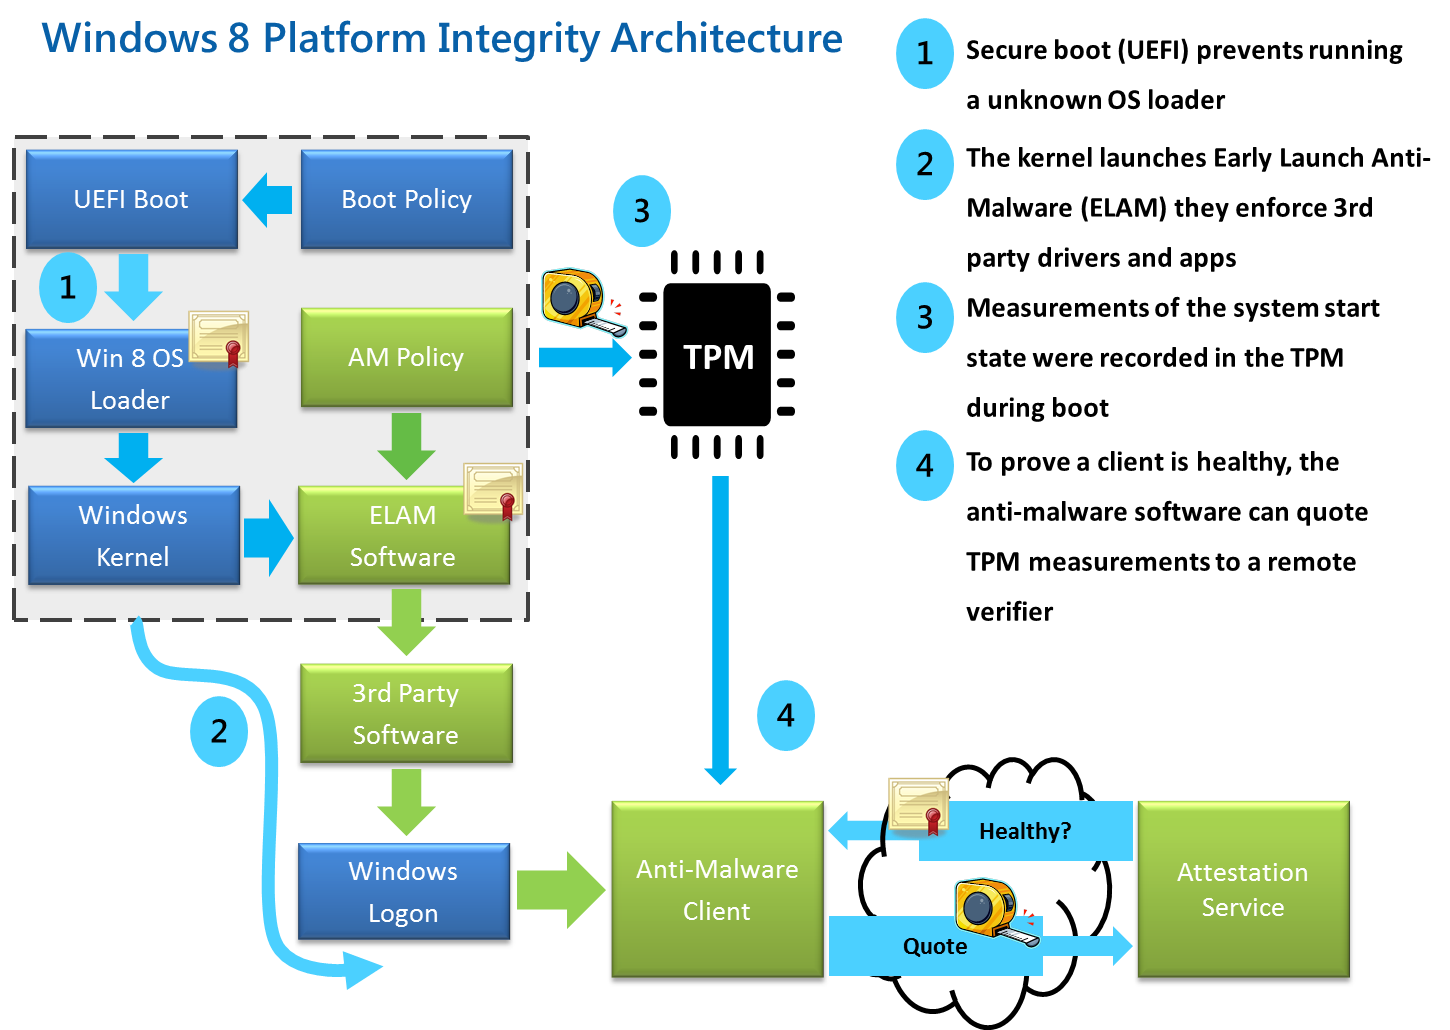 Windows 8 Platform Integrity Architecture
1
Secure boot (UEFI) prevents running
a unknown OS loader
2
The kernel launches Early Launch Anti-
Malware (ELAM) they enforce 3rd
party drivers and apps
3
Measurements of the system start
state were recorded in the TPM
during boot
4
To prove a client is healthy, the
anti-malware software can quote
TPM measurements to a remote
verifier
UEFI Boot
Boot Policy
1
Win 8 OS
Loader
AM Policy
Windows
Kernel
ELAM
Software
3
TPM
2
3rd Party
Software
4
Windows
Logon
Anti-Malware
Client
Healthy?
Quote
Attestation
Service